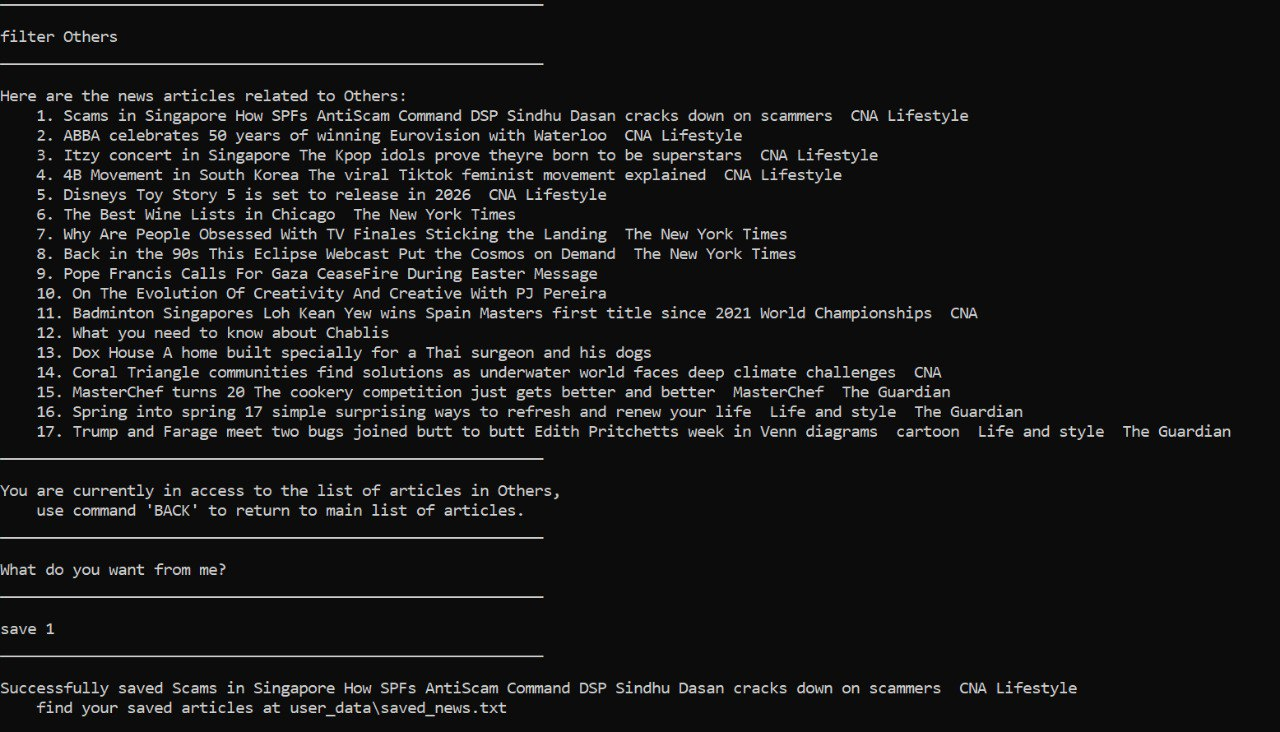 filter Others
Here are the news articles related to Others:
1. Scams in Singapore How SPFs AntiScam Command DSP Sindhu Dasan cracks down on scammers  CNA Lifestyle
2. ABBA celebrates 50 years of winning Eurovision with Waterloo  CNA Lifestyle
3. Itzy concert in Singapore The Kpop idols prove theyre born to be superstars  CNA Lifestyle
4. 4B Movement in South Korea The viral Tiktok feminist movement explained  CNA Lifestyle
5. Disneys Toy Story 5 is set to release in 2026  CNA Lifestyle
6. The Best Wine Lists in Chicago  The New York Times
7. Why Are People Obsessed With TV Finales Sticking the Landing  The New York Times
8. Back in the 90s This Eclipse Webcast Put the Cosmos on Demand  The New York Times
9. Pope Francis Calls For Gaza CeaseFire During Easter Message
10. On The Evolution Of Creativity And Creative With PJ Pereira
11. Badminton Singapores Loh Kean Yew wins Spain Masters first title since 2021 World Championships  CNA
12. What you need to know about Chablis
13. Dox House A home built specially for a Thai surgeon and his dogs
14. Coral Triangle communities find solutions as underwater world faces deep climate challenges  CNA
15. MasterChef turns 20 The cookery competition just gets better and better  MasterChef  The Guardian
16. Spring into spring 17 simple surprising ways to refresh and renew your life  Life and style  The Guardian
17. Trump and Farage meet two bugs joined butt to butt Edith Pritchetts week in Venn diagrams  cartoon  Life and style  The Guardian
You are currently in access to the list of articles in Others,
use command 'BACK' to return to main list of articles.
What do you want from me?
save 1
Successfully saved Scams in Singapore How SPFs AntiScam Command DSP Sindhu Dasan cracks down on scammers  CNA Lifestyle
find your saved articles at user_data\saved_news.txt